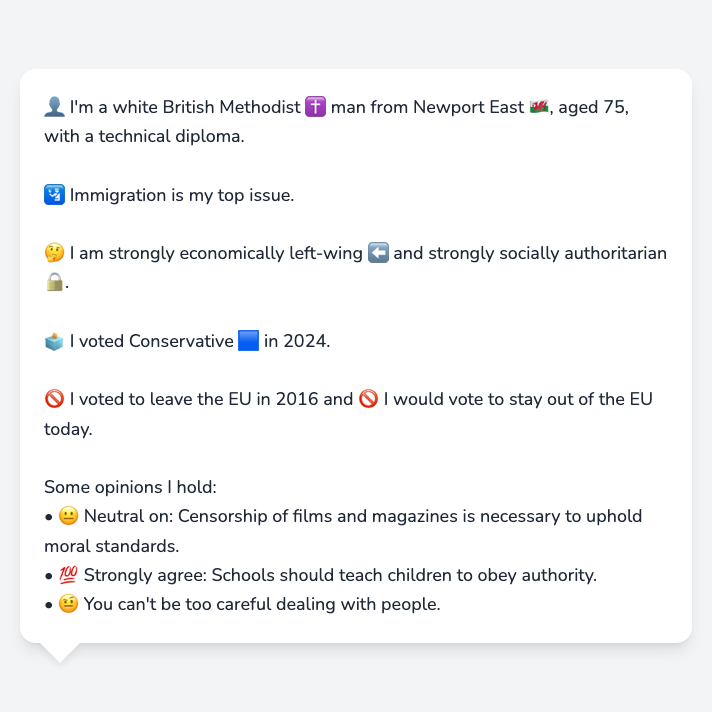 👤 I'm a white British Methodist ✝️ man from Newport East 🏴󠁧󠁢󠁷󠁬󠁳󠁿, aged 75,
with a technical diploma.
🛂 Immigration is my top issue.
🤔 I am strongly economically left-wing ⬅️ and strongly socially authoritarian
🔒.
🗳️ I voted Conservative 🟦 in 2024.
🚫 I voted to leave the EU in 2016 and 🚫 I would vote to stay out of the EU
today.
Some opinions I hold:
• 😐 Neutral on: Censorship of films and magazines is necessary to uphold
moral standards.
• 💯 Strongly agree: Schools should teach children to obey authority.
• 🤨 You can't be too careful dealing with people.